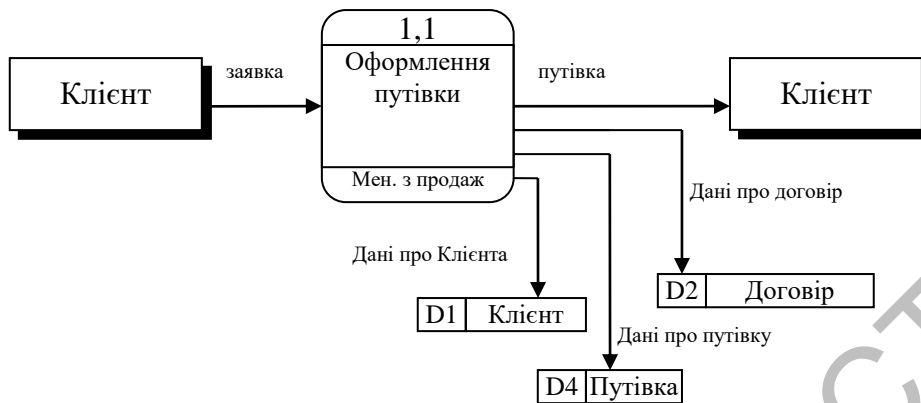 1,1
Оформлення
путівки
Мен. з продаж
Клієнт
заявка
путівка
Клієнт
Дані про договір
Дані про Клієнта
D2 Договір
D1 Клієнт
Дані про путівку
D4 Путівка
СТ